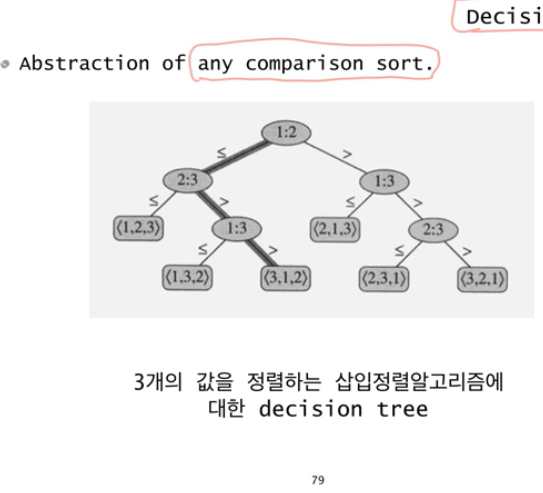 Decisi
Abstraction of any comparison sort.
1:2
≤ >
2:3 1:3
≤ > ≤ >
⟨1,2,3⟩ 1:3 ⟨2,1,3⟩ 2:3
≤ > ≤ >
⟨1,3,2⟩ ⟨3,1,2⟩ ⟨2,3,1⟩ ⟨3,2,1⟩
3개의 값을 정렬하는 삽입정렬알고리즘에
대한 decision tree
79